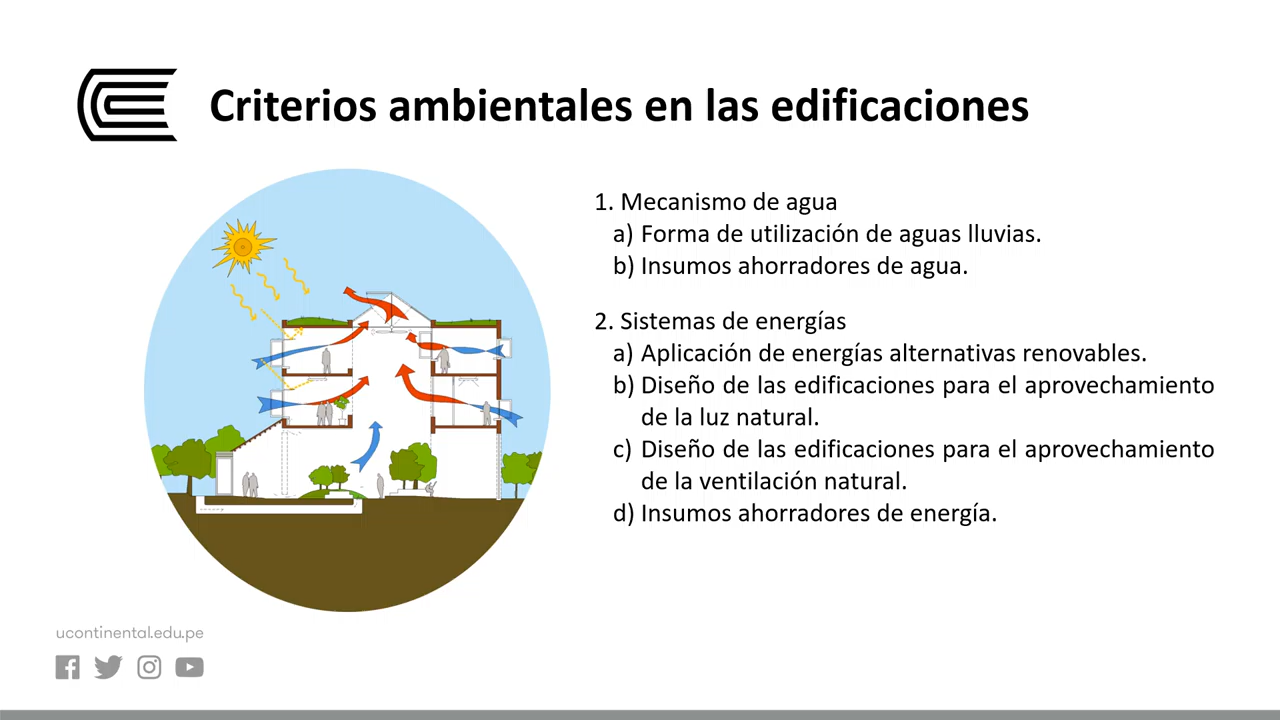 Criterios ambientales en las edificaciones
1. Mecanismo de agua
a) Forma de utilización de aguas lluvias.
b) Insumos ahorradores de agua.
2. Sistemas de energías
a) Aplicación de energías alternativas renovables.
b) Diseño de las edificaciones para el aprovechamiento
de la luz natural.
c) Diseño de las edificaciones para el aprovechamiento
de la ventilación natural.
d) Insumos ahorradores de energía.
ucontinental.edu.pe